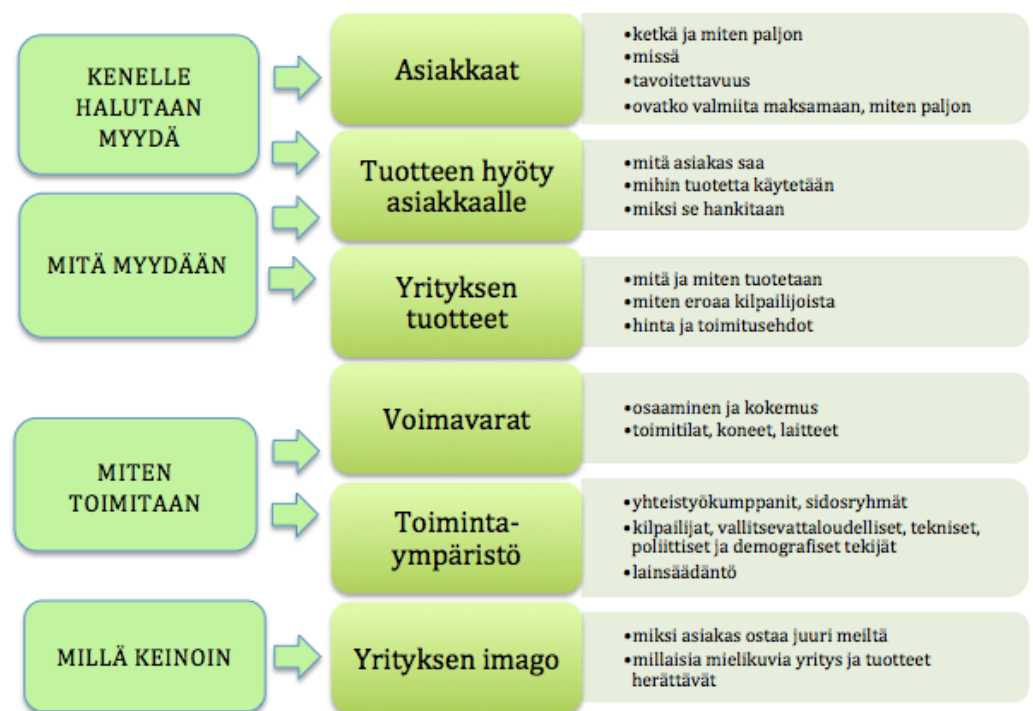 KENELLE
HALUTAAN
MYYDÄ
Asiakkaat
•ketkä ja miten paljon
•missä
•tavoitettavuus
•ovatko valmiita maksamaan, miten paljon
Tuotteen hyöty
asiakkaalle
•mitä asiakas saa
•mihin tuotetta käytetään
•miksi se hankitaan
MITÄ MYYDÄÄN
Yrityksen
tuotteet
•mitä ja miten tuotetaan
•miten eroaa kilpailijoista
•hinta ja toimitusehdot
MITEN
TOIMITAAN
Voimavarat
•osaaminen ja kokemus
•toimitilat, koneet, laitteet
Toiminta-
ympäristö
•yhteistyökumppanit, sidosryhmät
•kilpailijat, vallitsevattaloudelliset, tekniset,
poliittiset ja demografiset tekijät
•lainsäädäntö
MILLÄ KEINOIN
Yrityksen imago
•miksi asiakas ostaa juuri meiltä
•millaisia mielikuvia yritys ja tuotteet
herättävät